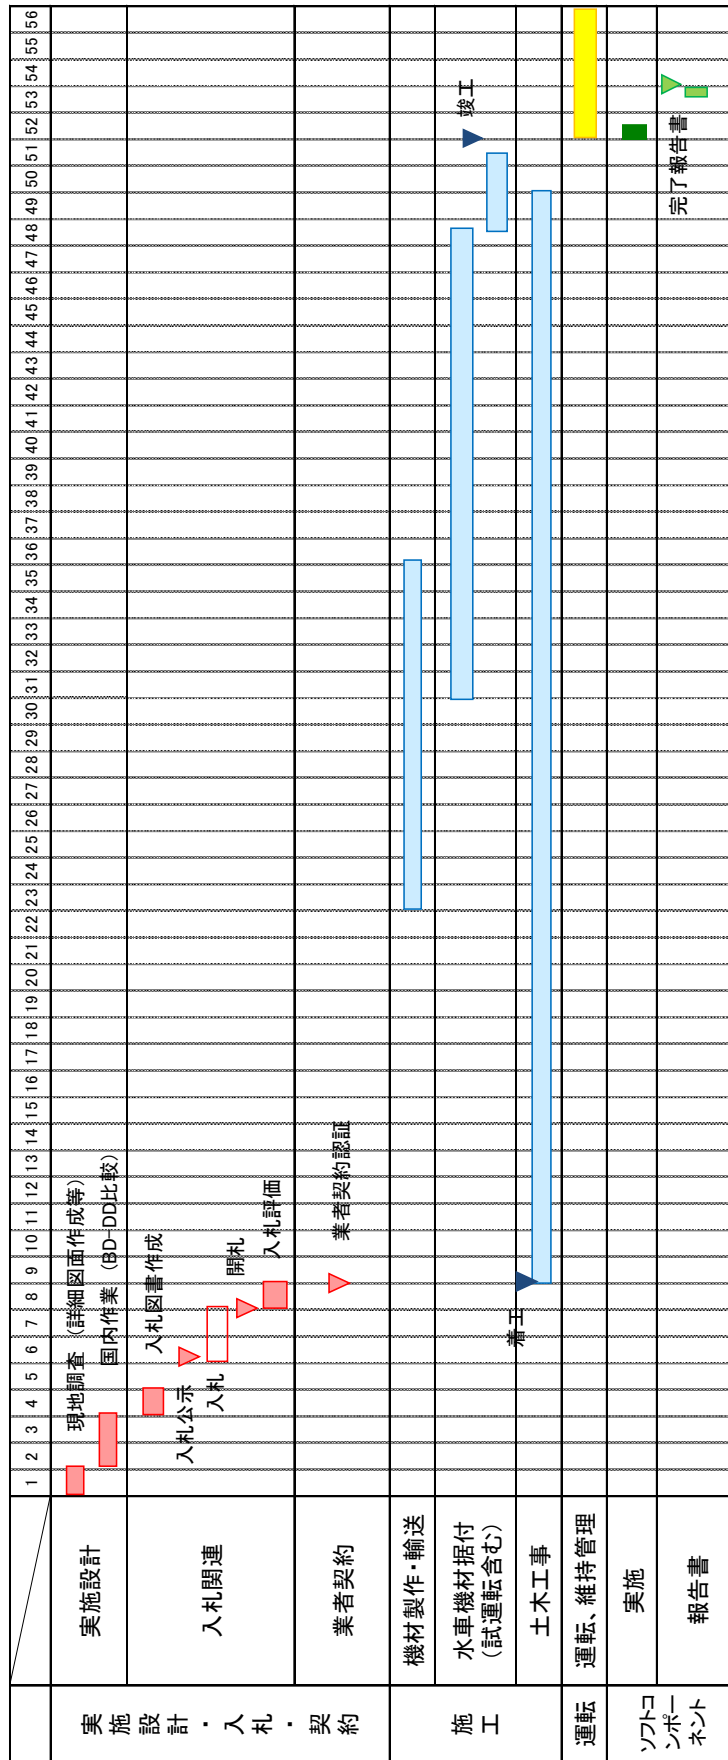 1 2 3 4 5 6 7 8 9 10 11 12 13 14 15 16 17 18 19 20 21 22 23 24 25 26 27 28 29 30 31 32 33 34 35 36 37 38 39 40 41 42 43 44 45 46 47 48 49 50 51 52 53 54 55 56
実施設計・入札・契約
実施設計
現地調査（詳細図面作成等）
国内作業（BD-DD比較）
入札関連
入札図書作成
入札公示
入札
開札
入札評価
業者契約
業者契約認証
施工
機材製作・輸送
水車機材据付
（試運転含む）
竣工
土木工事
着工
運転
運転、維持管理
ソフトコ
ンポー
ネント
実施
報告書
完了報告書